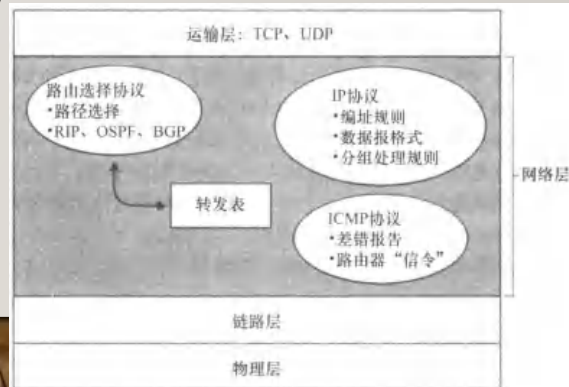 运输层：TCP、UDP
路由选择协议
•路径选择
•RIP、OSPF、BGP
转发表
IP协议
•编址规则
•数据报格式
•分组处理规则
ICMP协议
•差错报告
•路由器“信令”
网络层
链路层
物理层